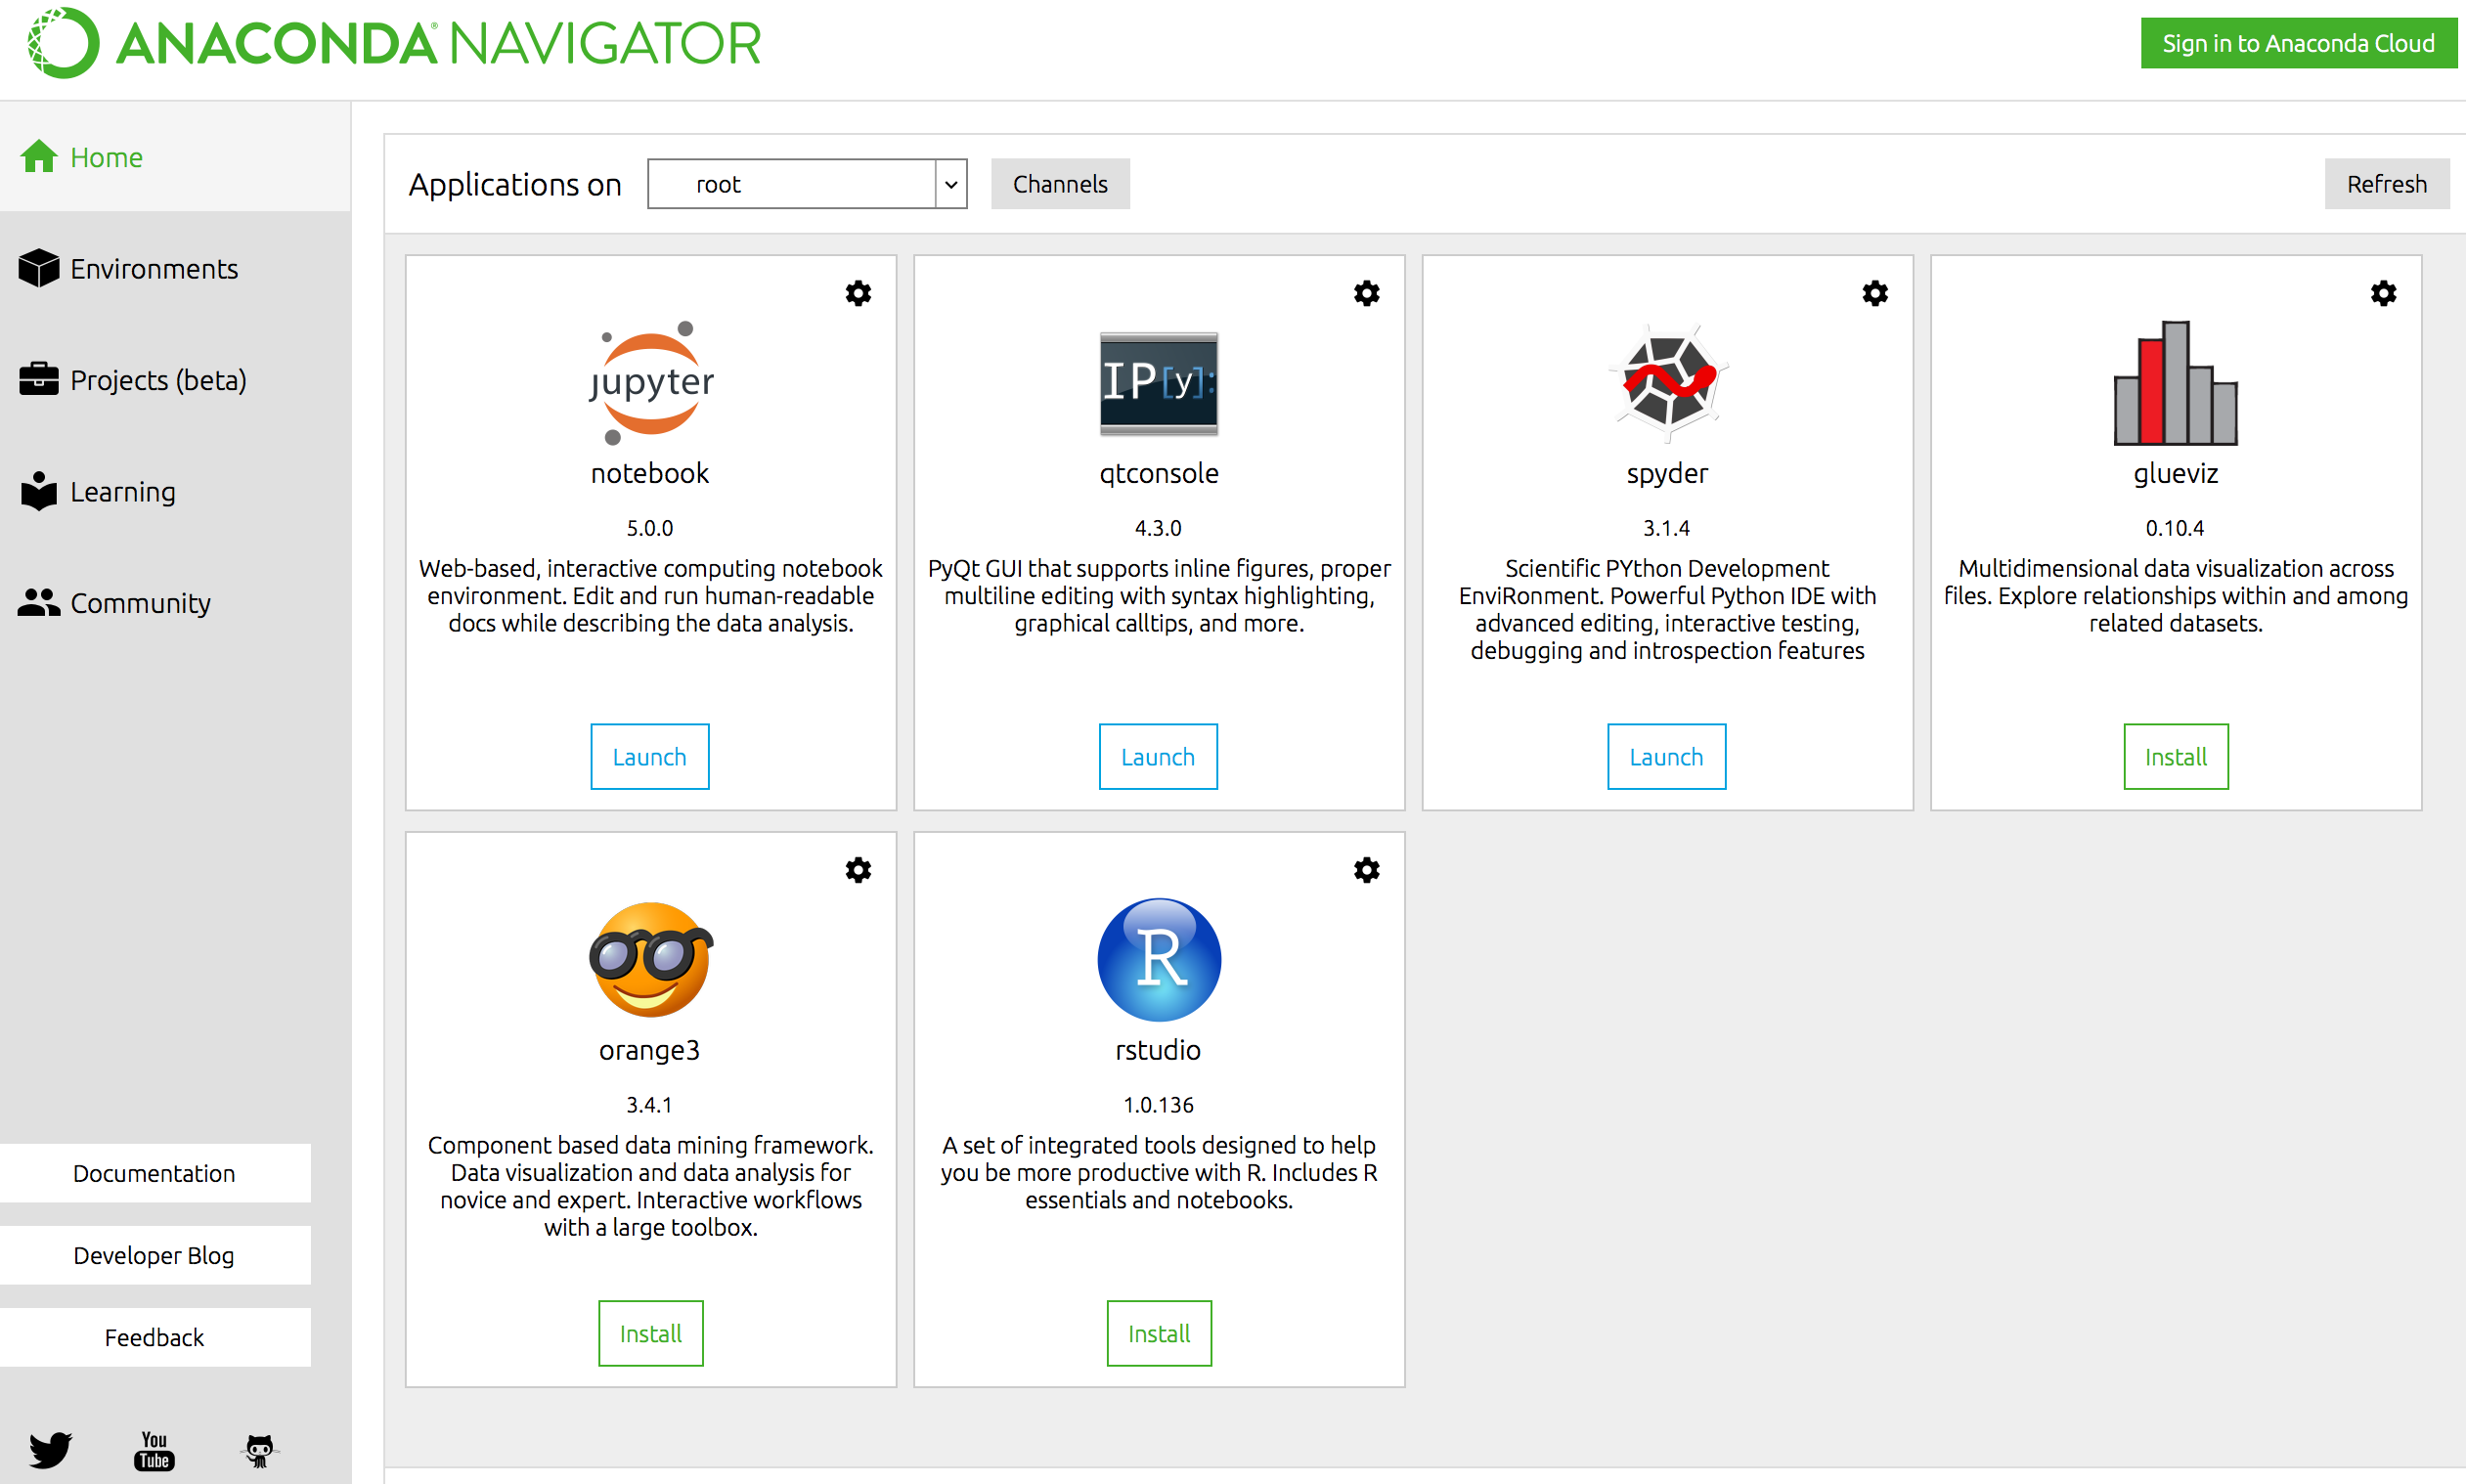 ANACONDA® NAVIGATOR
Sign in to Anaconda Cloud
Home
Environments
Projects (beta)
Learning
Community
Documentation
Developer Blog
Feedback
You
Tube
Applications on
root
Channels
Refresh
jupyter
notebook
5.0.0
Web-based, interactive computing notebook
environment. Edit and run human-readable
docs while describing the data analysis.
Launch
IP[y]:
qtconsole
4.3.0
PyQt GUI that supports inline figures, proper
multiline editing with syntax highlighting,
graphical calltips, and more.
Launch
spyder
3.1.4
Scientific PYthon Development
EnviRonment. Powerful Python IDE with
advanced editing, interactive testing,
debugging and introspection features
Launch
glueviz
0.10.4
Multidimensional data visualization across
files. Explore relationships within and among
related datasets.
Install
orange3
3.4.1
Component based data mining framework.
Data visualization and data analysis for
novice and expert. Interactive workflows
with a large toolbox.
Install
R
rstudio
1.0.136
A set of integrated tools designed to help
you be more productive with R. Includes R
essentials and notebooks.
Install